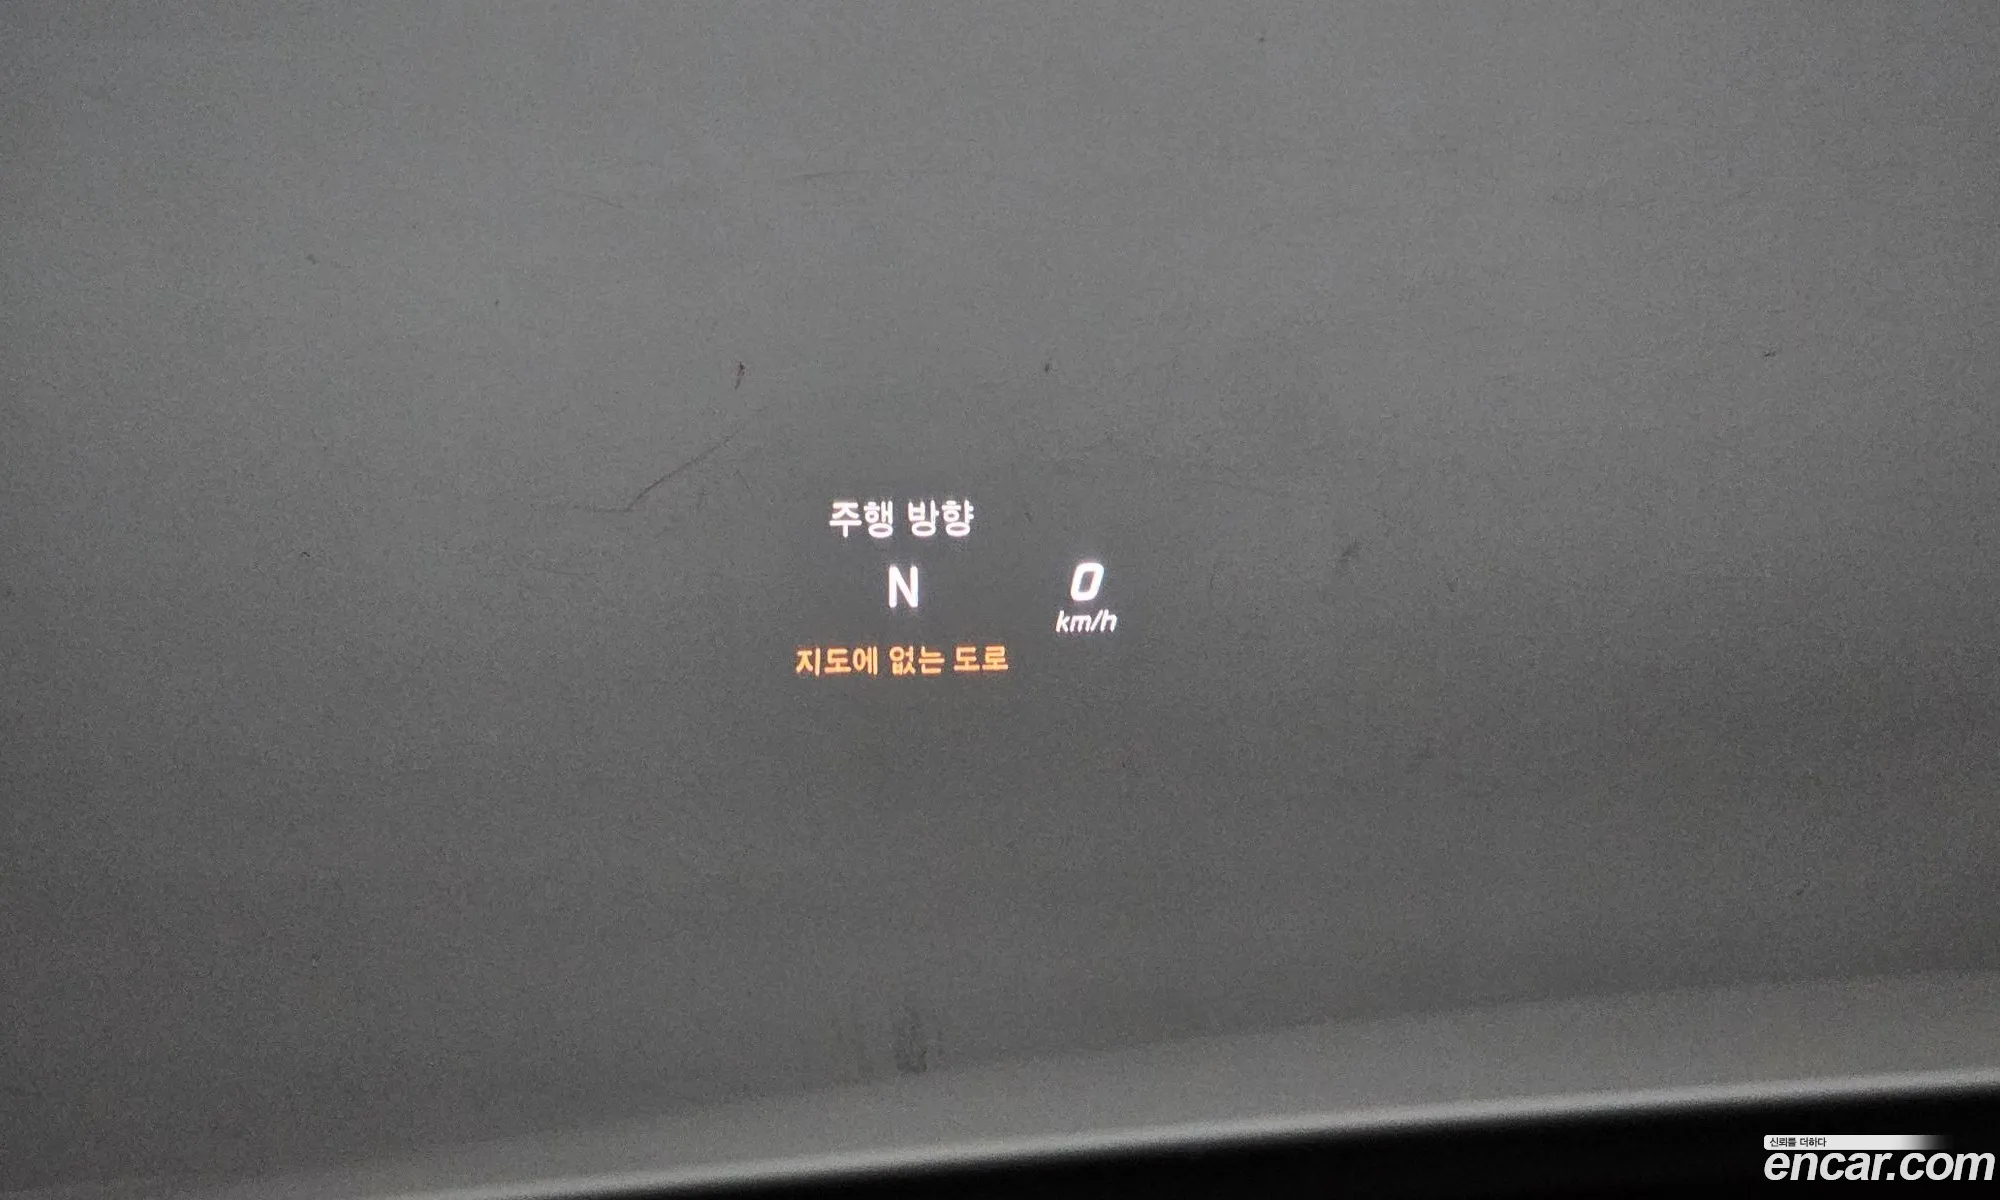 주행 방향
N
0
km/h
지도에 없는 도로
신뢰를 더하다
encar.com